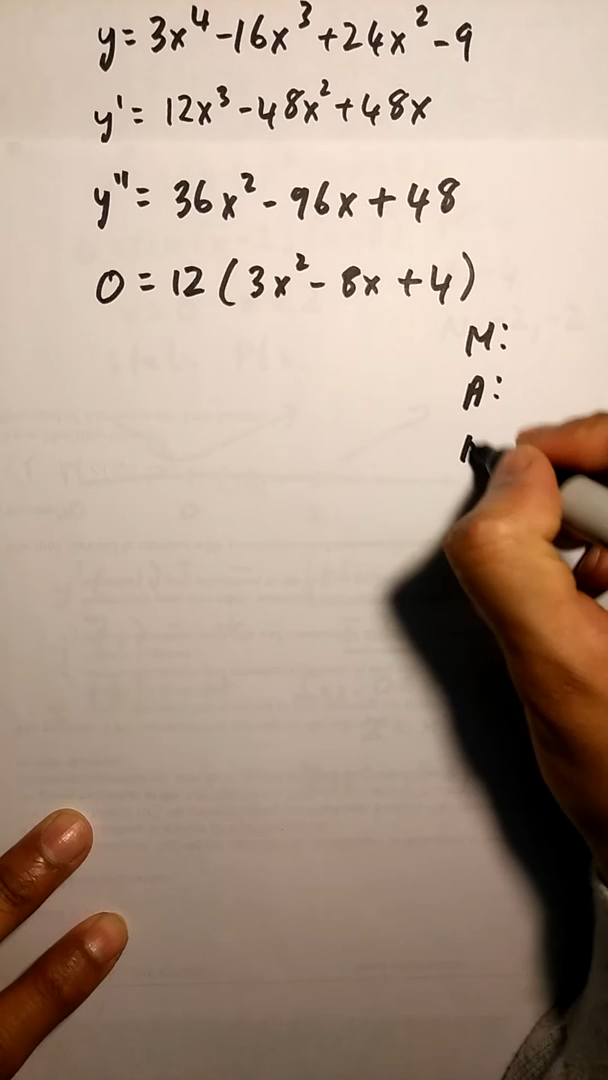 y = 3x⁴ - 16x³ + 24x² - 9
y' = 12x³ - 48x² + 48x
y'' = 36x² - 96x + 48
0 = 12 (3x² - 8x + 4)
M:
A: